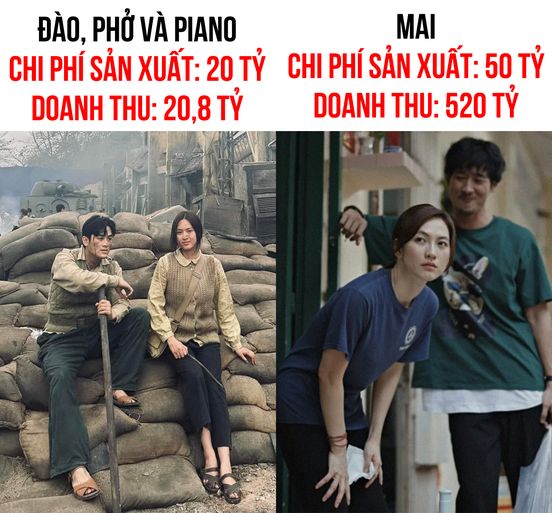 ĐÀO, PHỞ VÀ PIANO
CHI PHÍ SẢN XUẤT: 20 TỶ
DOANH THU: 20,8 TỶ
MAI
CHI PHÍ SẢN XUẤT: 50 TỶ
DOANH THU: 520 TỶ